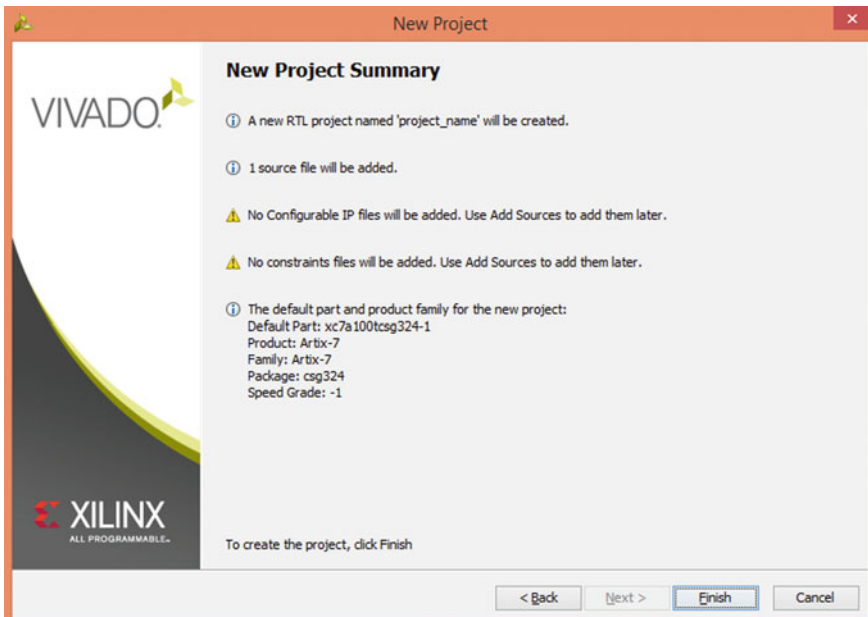 New Project
VIVADO.
New Project Summary
A new RTL project named 'project_name' will be created.
1 source file will be added.
No Configurable IP files will be added. Use Add Sources to add them later.
No constraints files will be added. Use Add Sources to add them later.
The default part and product family for the new project:
Default Part: xc7a100tcsg324-1
Product: Artix-7
Family: Artix-7
Package: csg324
Speed Grade: -1
XILINX
ALL PROGRAMMABLE.
To create the project, click Finish
< Back
Next >
Finish
Cancel